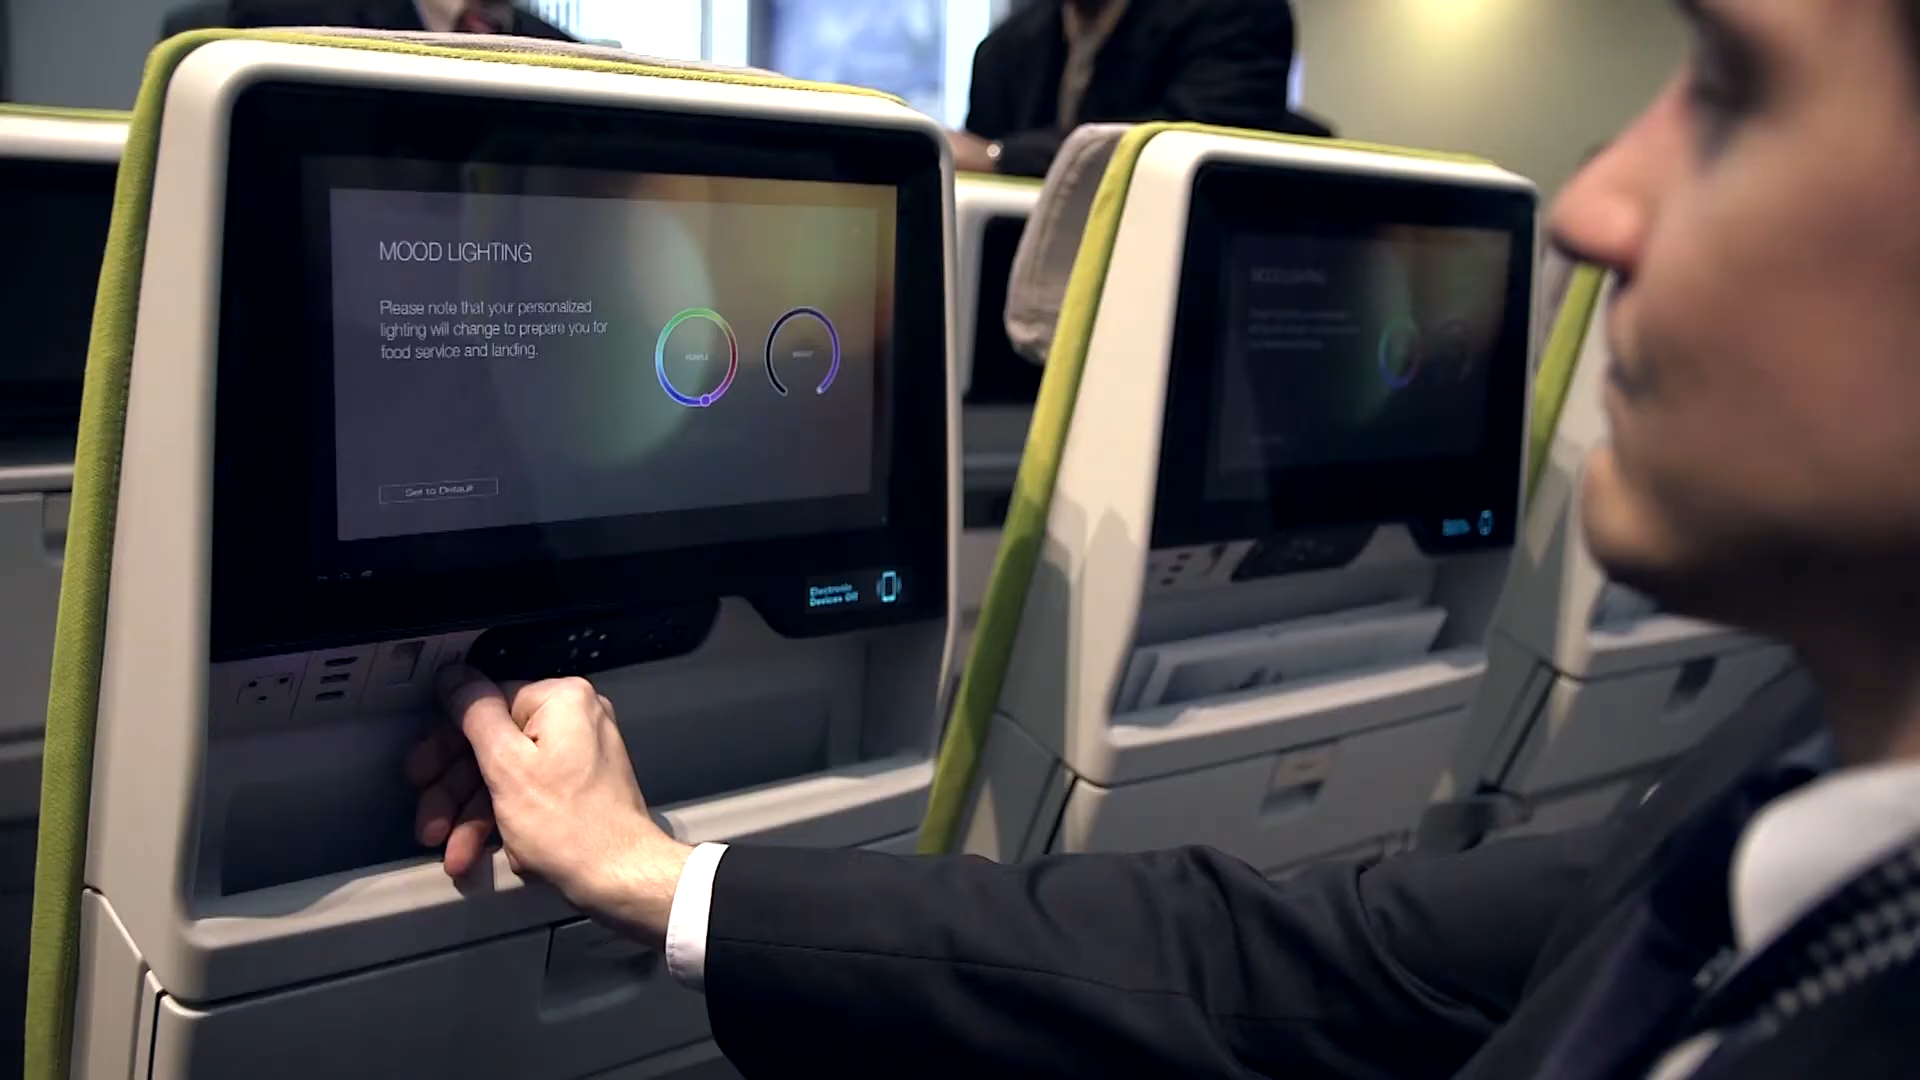 MOOD LIGHTING
Please note that your personalized
lighting will change to prepare you for
food service and landing.
PURPLE
BRIGHT
Set to Default
Electronic
Devices Off